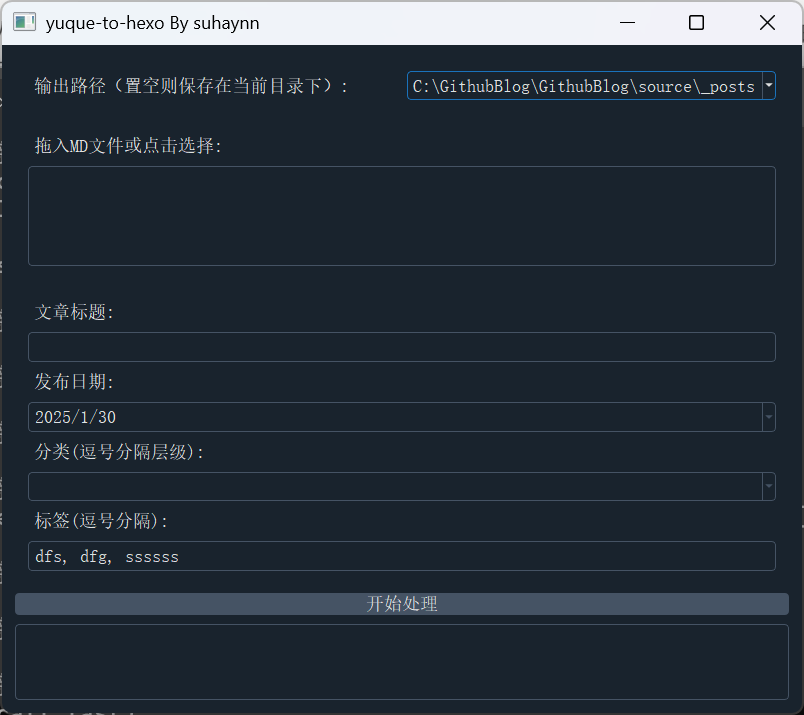 yuque-to-hexo By suhaynn
输出路径（置空则保存在当前目录下）: C:\GithubBlog\GithubBlog\source\_posts
拖入MD文件或点击选择:
文章标题:
发布日期:
2025/1/30
分类(逗号分隔层级):
标签(逗号分隔):
dfs, dfg, ssssss
开始处理